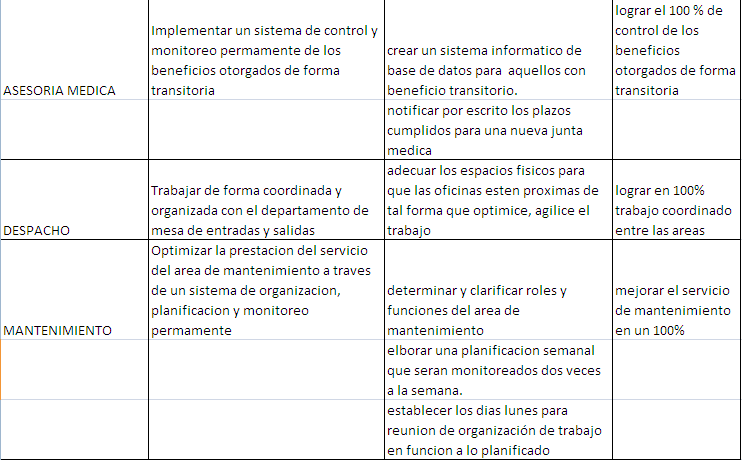 ASESORIA MEDICA
Implementar un sistema de control y
monitoreo permamente de los
beneficios otorgados de forma
transitoria
crear un sistema informatico de
base de datos para aquellos con
beneficio transitorio.
lograr el 100 % de
control de los
beneficios
otorgados de forma
transitoria
notificar por escrito los plazos
cumplidos para una nueva junta
medica
DESPACHO
Trabajar de forma coordinada y
organizada con el departamento de
mesa de entradas y salidas
adecuar los espacios fisicos para
que las oficinas esten proximas de
tal forma que optimice, agilice el
trabajo
lograr en 100%
trabajo coordinado
entre las areas
MANTENIMIENTO
Optimizar la prestacion del servicio
del area de mantenimiento a traves
de un sistema de organizacion,
planificacion y monitoreo
permamente
determinar y clarificar roles y
funciones del area de
mantenimiento
mejorar el servicio
de mantenimiento
en un 100%
elborar una planificacion semanal
que seran monitoreados dos veces
a la semana.
establecer los dias lunes para
reunion de organización de trabajo
en funcion a lo planificado